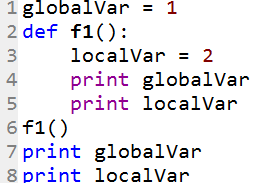 1 globalVar = 1
2 def f1():
3     localVar = 2
4     print globalVar
5     print localVar
6 f1()
7 print globalVar
8 print localVar